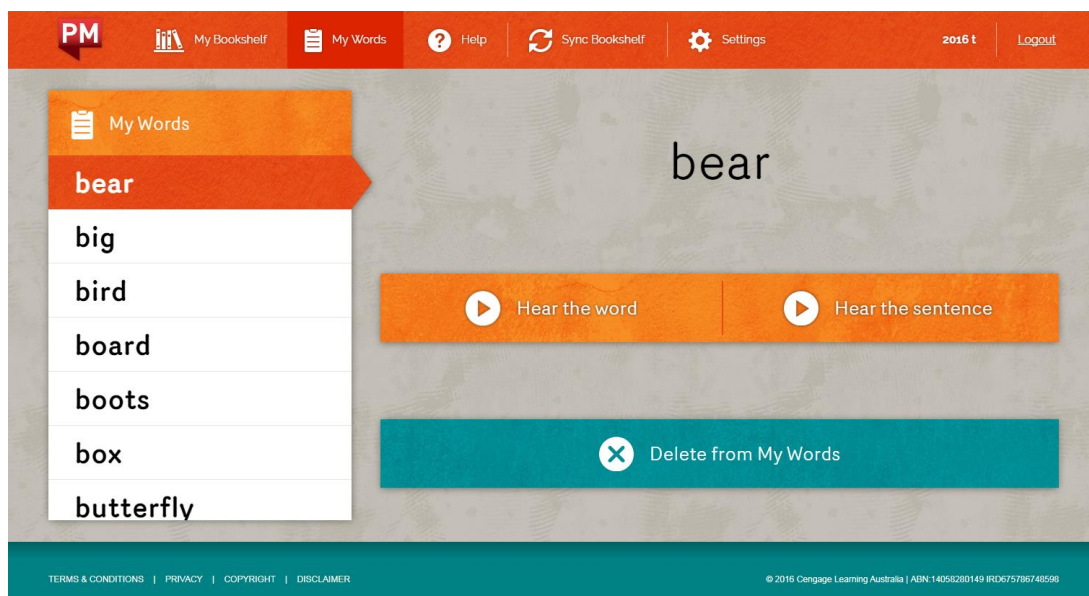 PM My Bookshelf My Words Help Sync Bookshelf Settings 2016 t Logout
My Words
bear
big
bird
board
boots
box
butterfly
bear
Hear the word Hear the sentence
Delete from My Words
TERMS & CONDITIONS | PRIVACY | COPYRIGHT | DISCLAIMER
© 2016 Cengage Learning Australia | ABN:14058280149 IRD675786748598